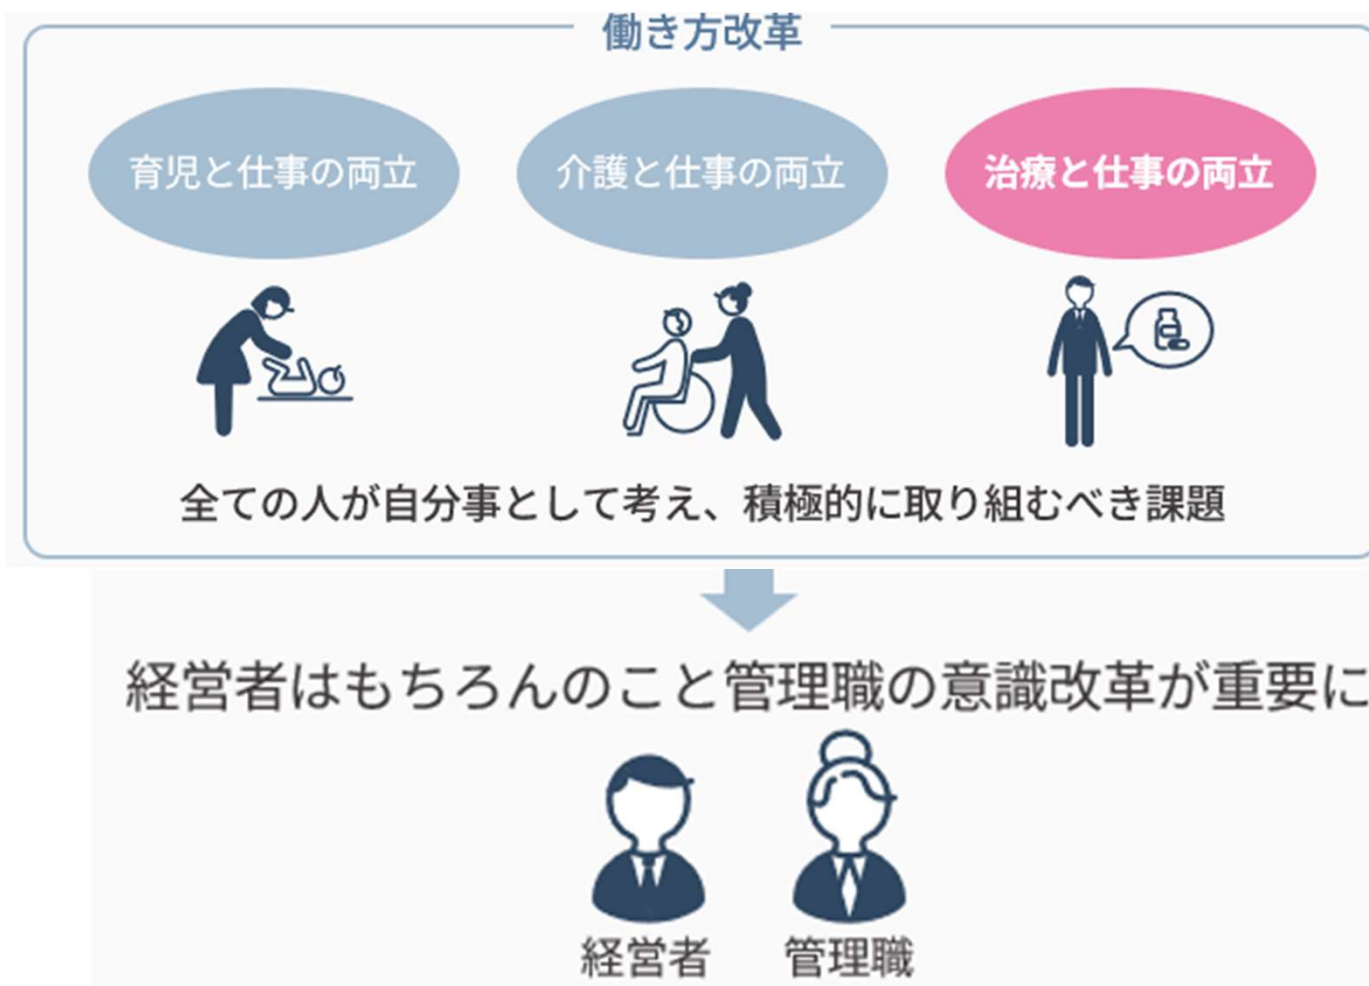 働き方改革
育児と仕事の両立
介護と仕事の両立
治療と仕事の両立
全ての人が自分事として考え、積極的に取り組むべき課題
経営者はもちろんのこと管理職の意識改革が重要に
経営者
管理職